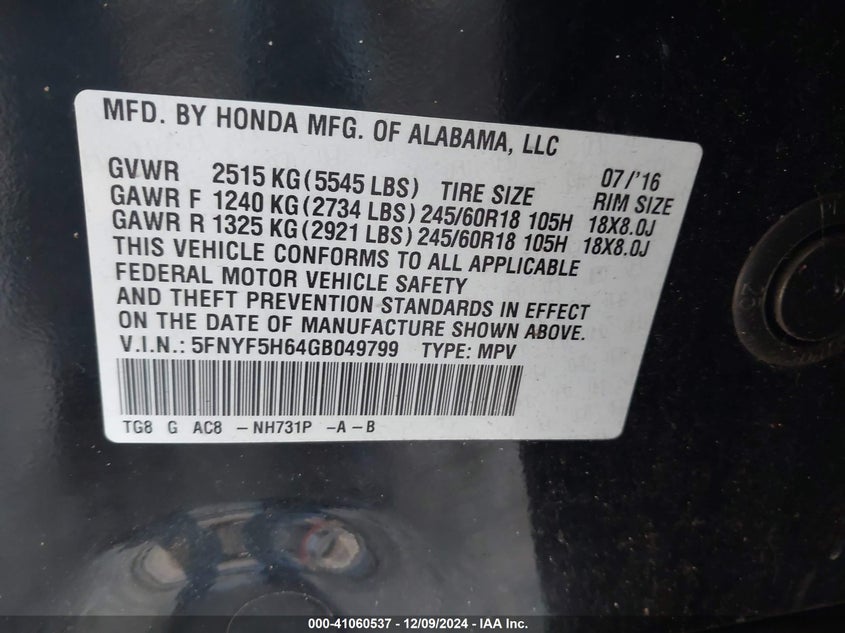 MFD. BY HONDA MFG. OF ALABAMA, LLC
GVWR 2515 KG (5545 LBS) TIRE SIZE 07/'16 RIM SIZE
GAWR F 1240 KG (2734 LBS) 245/60R18 105H 18X8.0J
GAWR R 1325 KG (2921 LBS) 245/60R18 105H 18X8.0J
THIS VEHICLE CONFORMS TO ALL APPLICABLE
FEDERAL MOTOR VEHICLE SAFETY
AND THEFT PREVENTION STANDARDS IN EFFECT
ON THE DATE OF MANUFACTURE SHOWN ABOVE.
V.I.N.: 5FNYF5H64GB049799 TYPE: MPV
TG8 G AC8 – NH731P –A–B
000-41060537 - 12/09/2024 - IAA Inc.